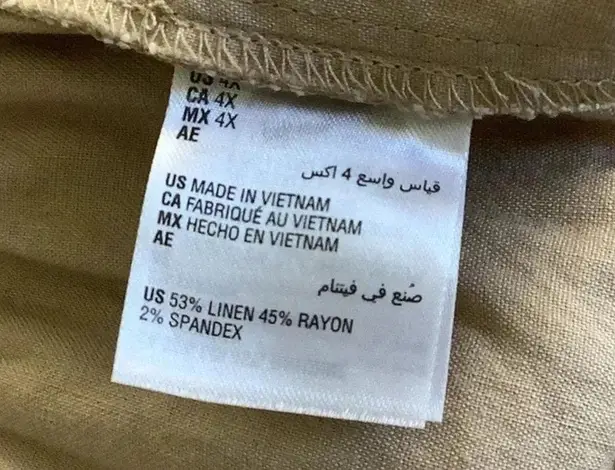 US 4X
CA 4X
MX 4X
AE
قياس واسع 4 اكس
US MADE IN VIETNAM
CA FABRIQUÉ AU VIETNAM
MX HECHO EN VIETNAM
AE
صُنع في فيتنام
US 53% LINEN 45% RAYON
2% SPANDEX